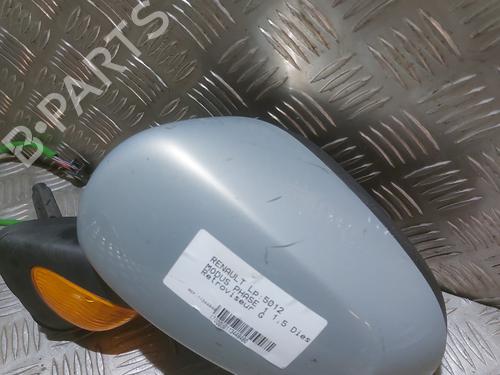 B-PARTS
RENAULT LP:5012
MODUS PHASE
Retroviseur G 1.5 Dies